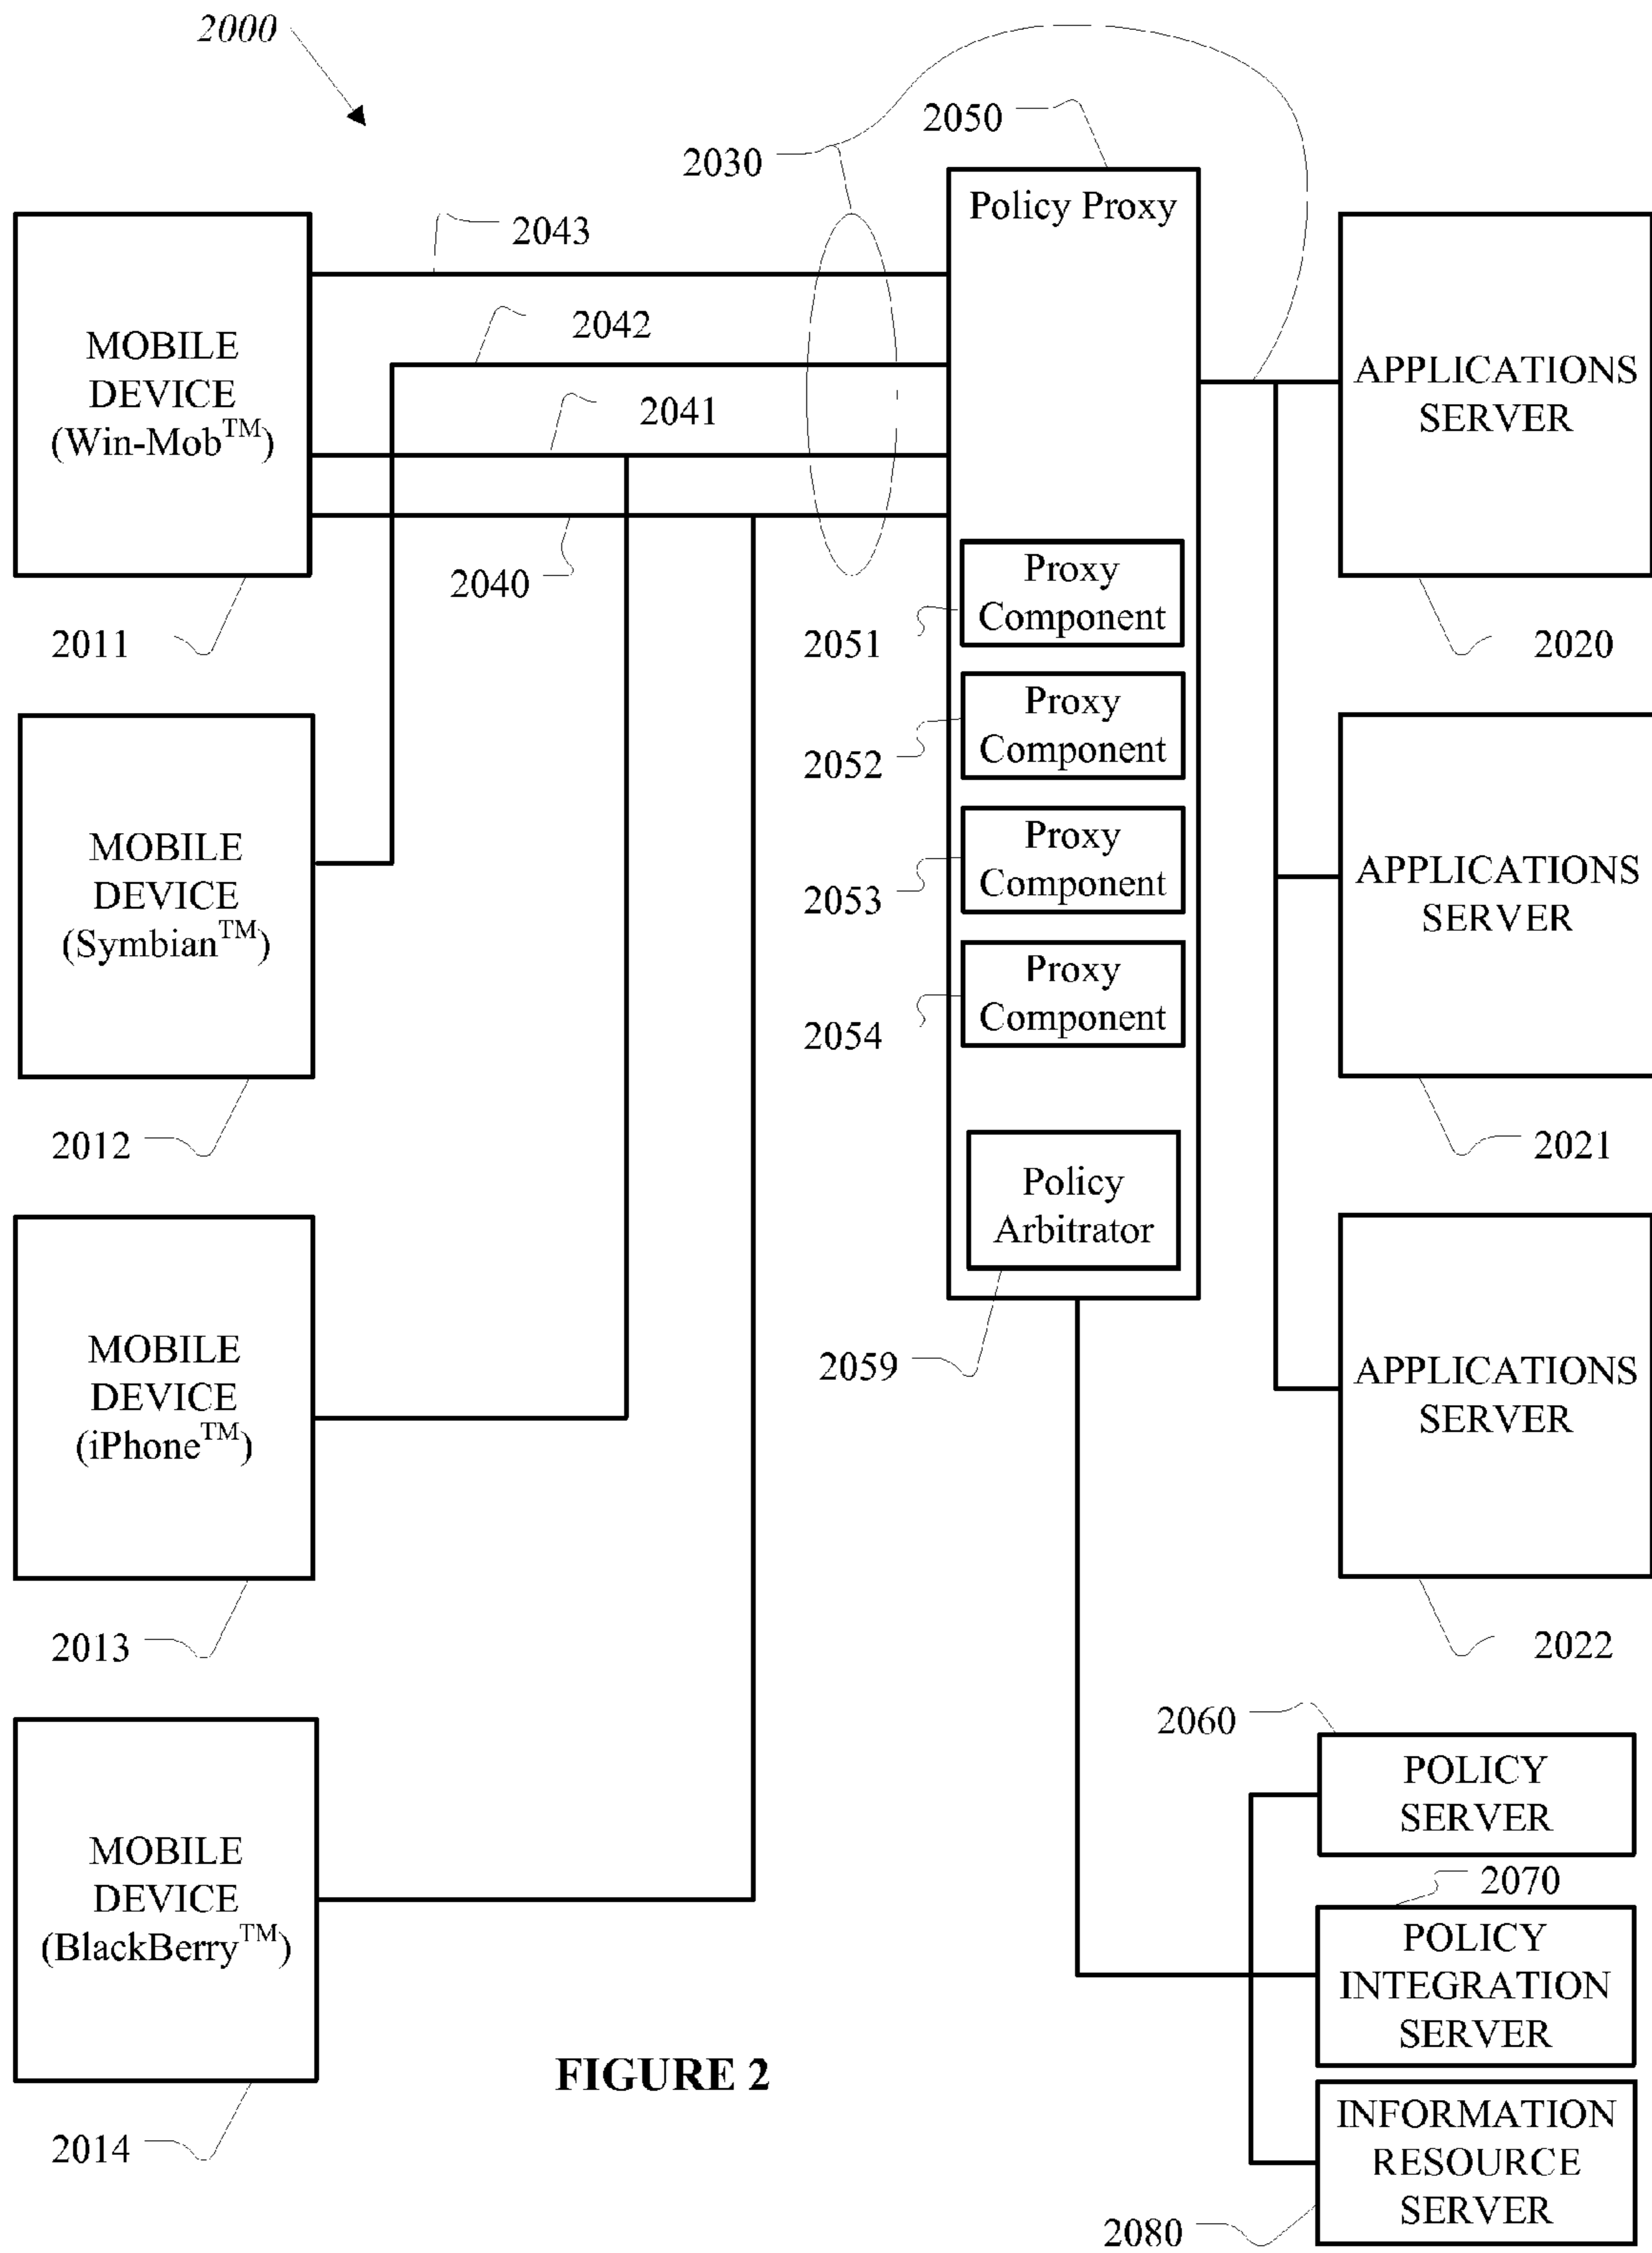 2000
2050
2030
Policy Proxy
2043
2042
2041
2040
MOBILE
DEVICE
(Win-Mob™)
2011
APPLICATIONS
SERVER
2020
Proxy
Component
2051
Proxy
Component
2052
Proxy
Component
2053
Proxy
Component
2054
MOBILE
DEVICE
(Symbian™)
2012
APPLICATIONS
SERVER
2021
Policy
Arbitrator
2059
MOBILE
DEVICE
(iPhone™)
2013
APPLICATIONS
SERVER
2022
2060
POLICY
SERVER
2070
POLICY
INTEGRATION
SERVER
MOBILE
DEVICE
(BlackBerry™)
2014
FIGURE 2
INFORMATION
RESOURCE
SERVER
2080